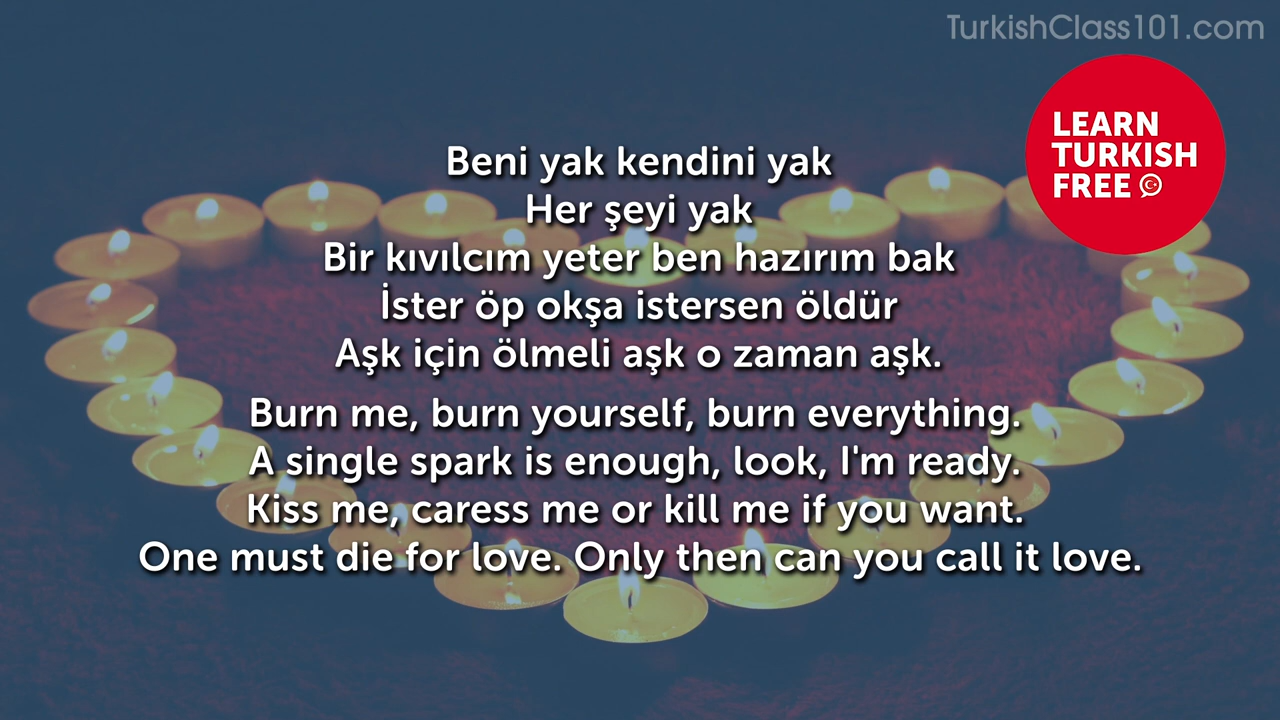 TurkishClass101.com
LEARN
TURKISH
FREE
Beni yak kendini yak
Her şeyi yak
Bir kıvılcım yeter ben hazırım bak
İster öp okşa istersen öldür
Aşk için ölmeli aşk o zaman aşk.
Burn me, burn yourself, burn everything.
A single spark is enough, look, I'm ready.
Kiss me, caress me or kill me if you want.
One must die for love. Only then can you call it love.